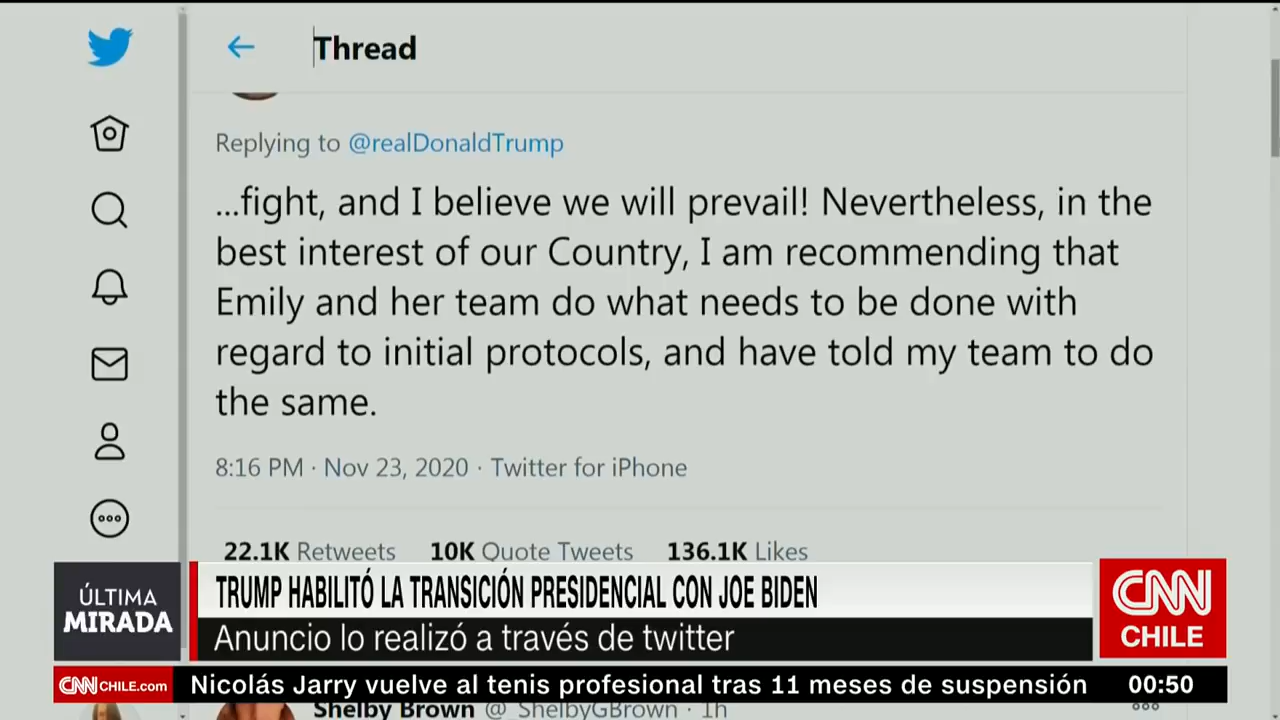 Thread
Replying to @realDonaldTrump
...fight, and I believe we will prevail! Nevertheless, in the
best interest of our Country, I am recommending that
Emily and her team do what needs to be done with
regard to initial protocols, and have told my team to do
the same.
8:16 PM · Nov 23, 2020 · Twitter for iPhone
22.1K Retweets 10K Quote Tweets 136.1K Likes
ÚLTIMA
MIRADA
TRUMP HABILITÓ LA TRANSICIÓN PRESIDENCIAL CON JOE BIDEN
Anuncio lo realizó a través de twitter
CNN
CHILE
CNNCHILE.com
Nicolás Jarry vuelve al tenis profesional tras 11 meses de suspensión
00:50
Shelby Brown @_ShelbyGBrown · 1h